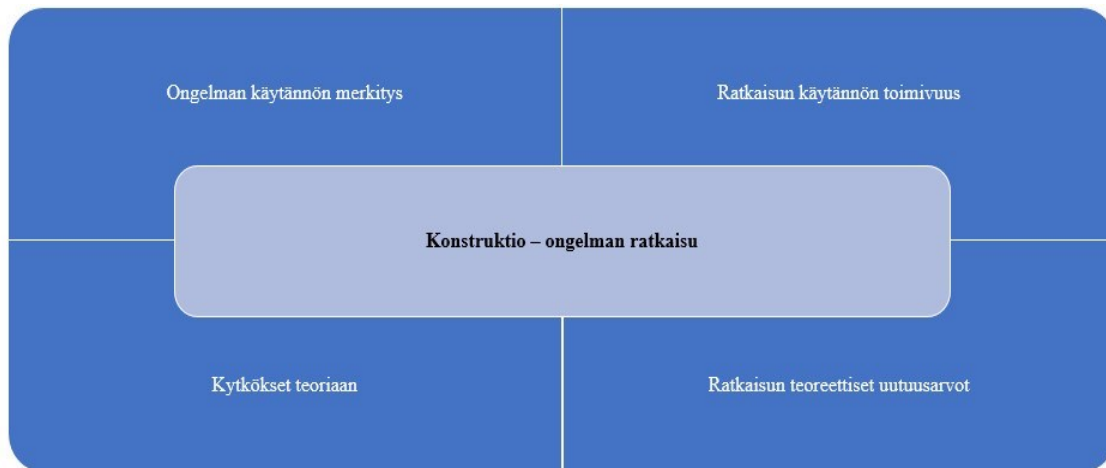 Ongelman käytännön merkitys
Ratkaisun käytännön toimivuus
Konstruktio – ongelman ratkaisu
Kytkökset teoriaan
Ratkaisun teoreettiset uutuusarvot